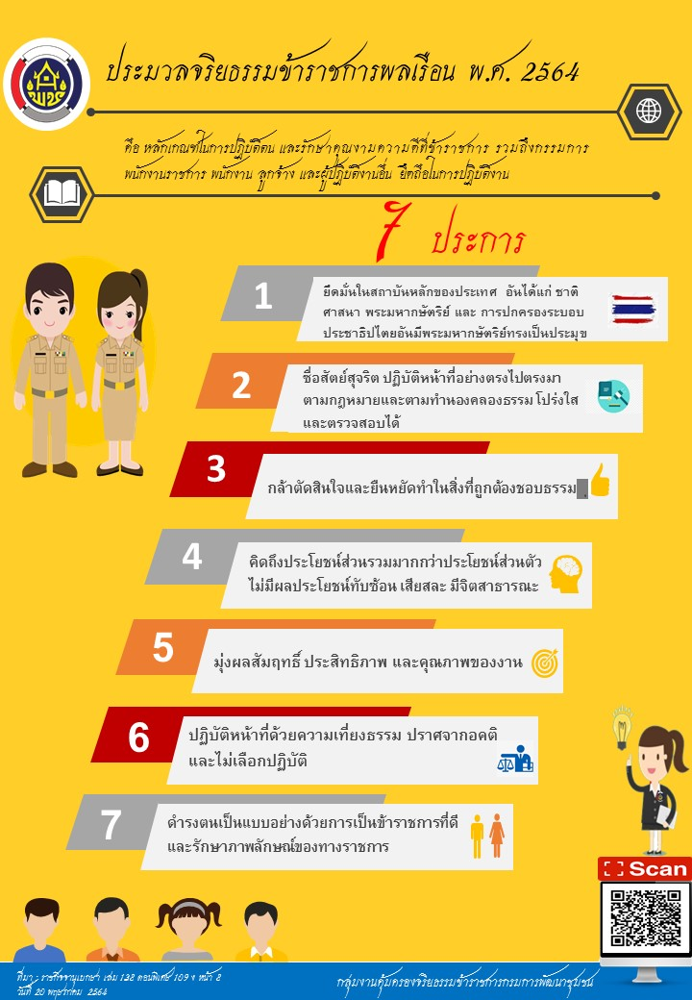 ประมวลจริยธรรมข้าราชการพลเรือน พ.ศ. 2564
คือ หลักเกณฑ์ในการปฏิบัติตน และรักษาคุณงามความดีที่ข้าราชการ รวมถึงกรรมการ
พนักงานราชการ พนักงาน ลูกจ้าง และผู้ปฏิบัติงานอื่น ยึดถือในการปฏิบัติงาน
7 ประการ
1
ยึดมั่นในสถาบันหลักของประเทศ อันได้แก่ ชาติ
ศาสนา พระมหากษัตริย์ และ การปกครองระบอบ
ประชาธิปไตยอันมีพระมหากษัตริย์ทรงเป็นประมุข
2
ซื่อสัตย์สุจริต ปฏิบัติหน้าที่อย่างตรงไปตรงมา
ตามกฎหมายและตามทำนองคลองธรรม โปร่งใส
และตรวจสอบได้
3
กล้าตัดสินใจและยืนหยัดทำในสิ่งที่ถูกต้องชอบธรรม
4
คิดถึงประโยชน์ส่วนรวมมากกว่าประโยชน์ส่วนตัว
ไม่มีผลประโยชน์ทับซ้อน เสียสละ มีจิตสาธารณะ
5
มุ่งผลสัมฤทธิ์ ประสิทธิภาพ และคุณภาพของงาน
6
ปฏิบัติหน้าที่ด้วยความเที่ยงธรรม ปราศจากอคติ
และไม่เลือกปฏิบัติ
7
ดำรงตนเป็นแบบอย่างด้วยการเป็นข้าราชการที่ดี
และรักษาภาพลักษณ์ของทางราชการ
Scan
ที่มา : ราชกิจจานุเบกษา เล่ม 138 ตอนพิเศษ 109 ง หน้า 2
วันที่ 20 พฤษภาคม 2564
กลุ่มงานคุ้มครองจริยธรรมข้าราชการกรมการพัฒนาชุมชน